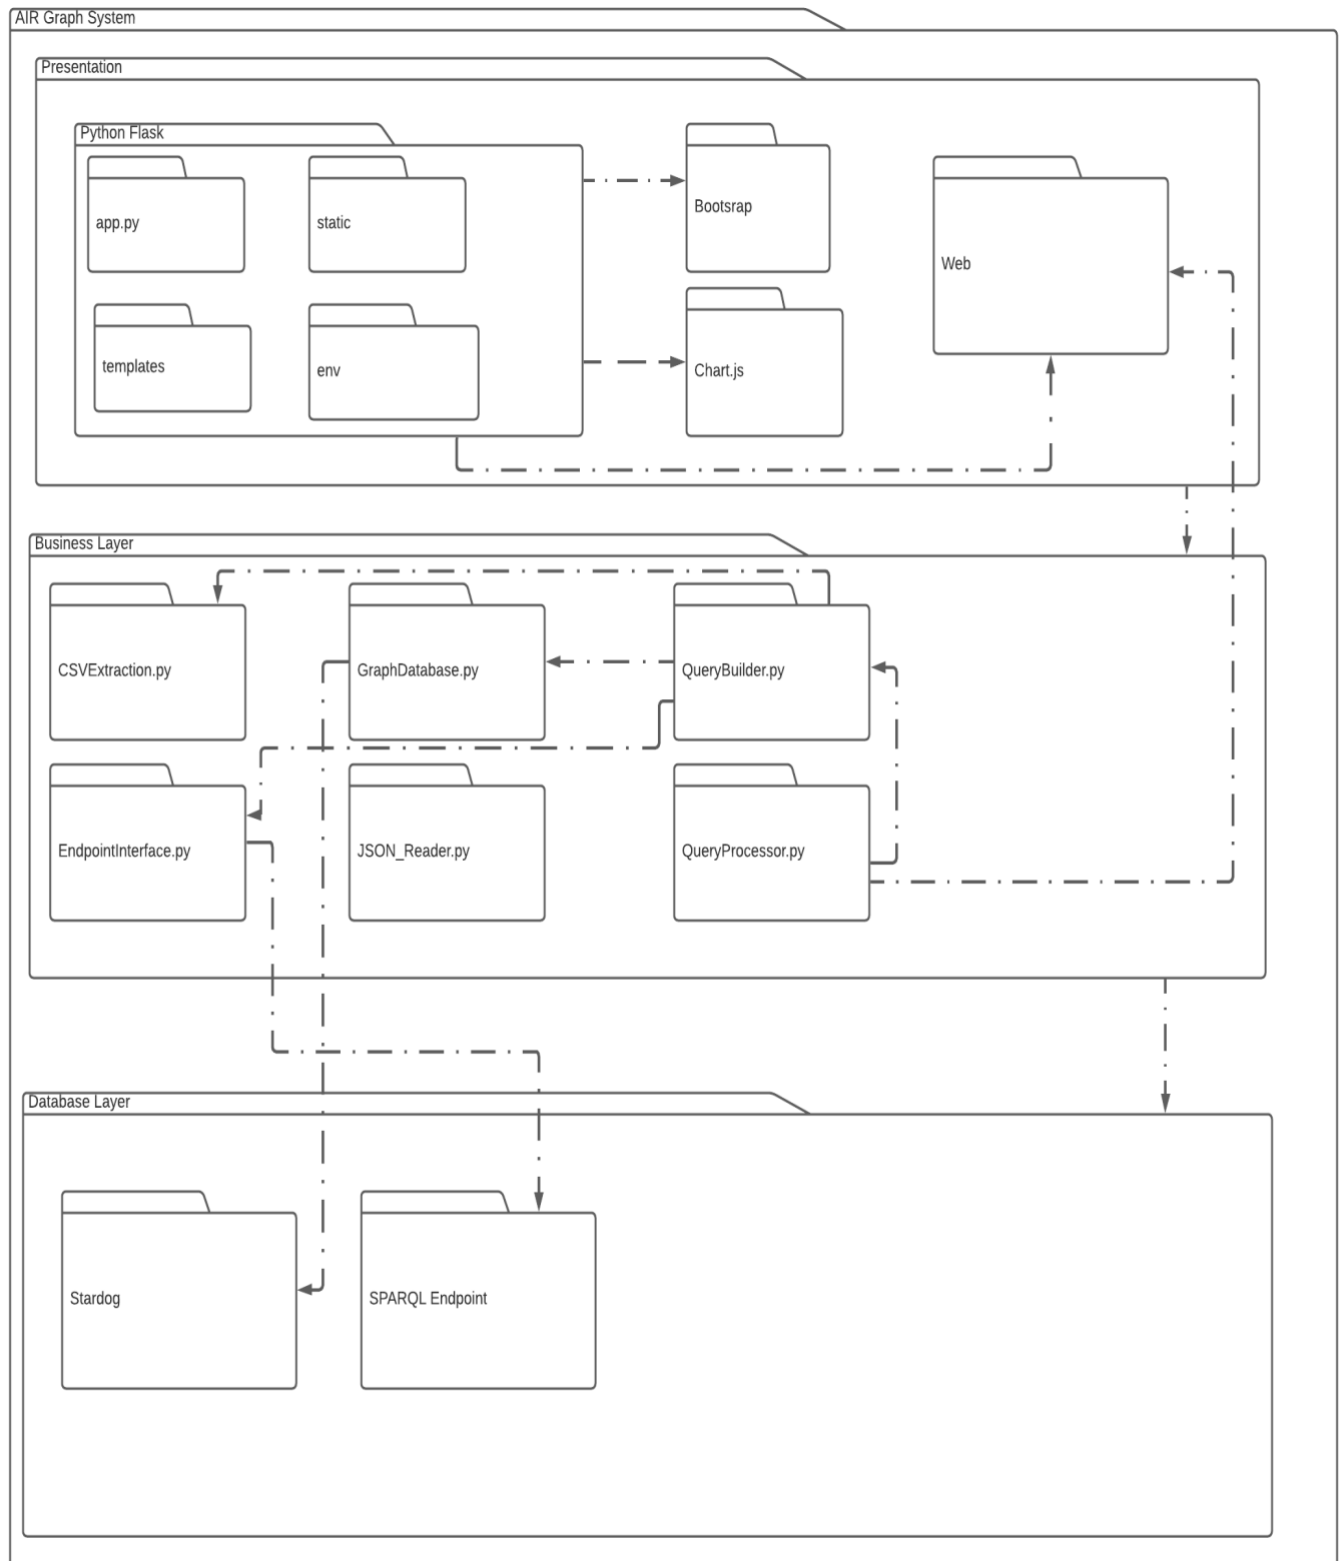 AIR Graph System
Presentation
Python Flask
app.py
static
Bootsrap
Web
templates
env
Chart.js
Business Layer
CSVExtraction.py
GraphDatabase.py
QueryBuilder.py
EndpointInterface.py
JSON_Reader.py
QueryProcessor.py
Database Layer
Stardog
SPARQL Endpoint